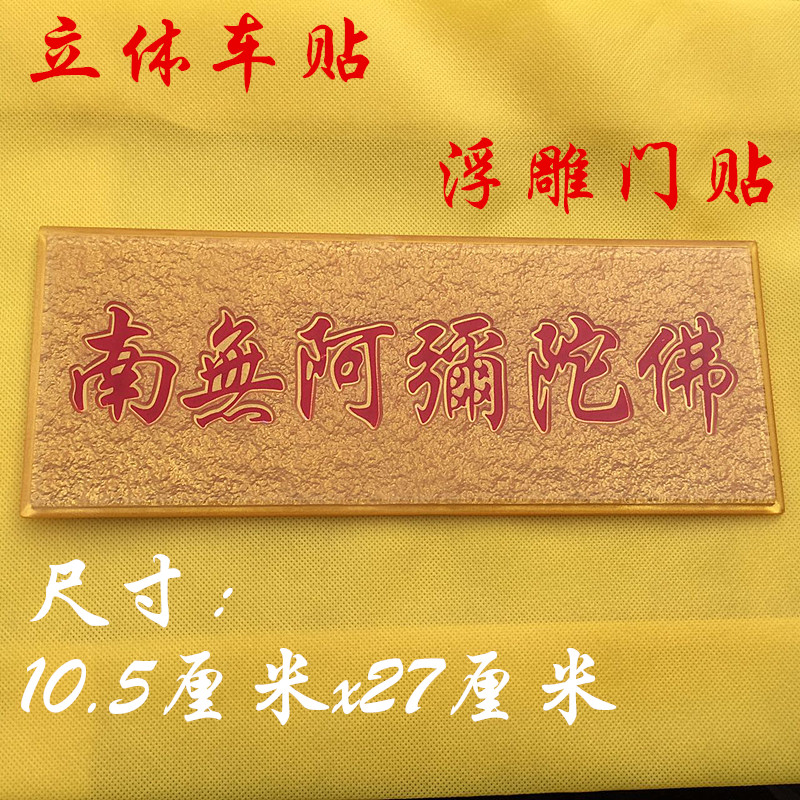 立体车贴
浮雕门贴
南無阿彌陀佛
尺寸：
10.5厘米x27厘米